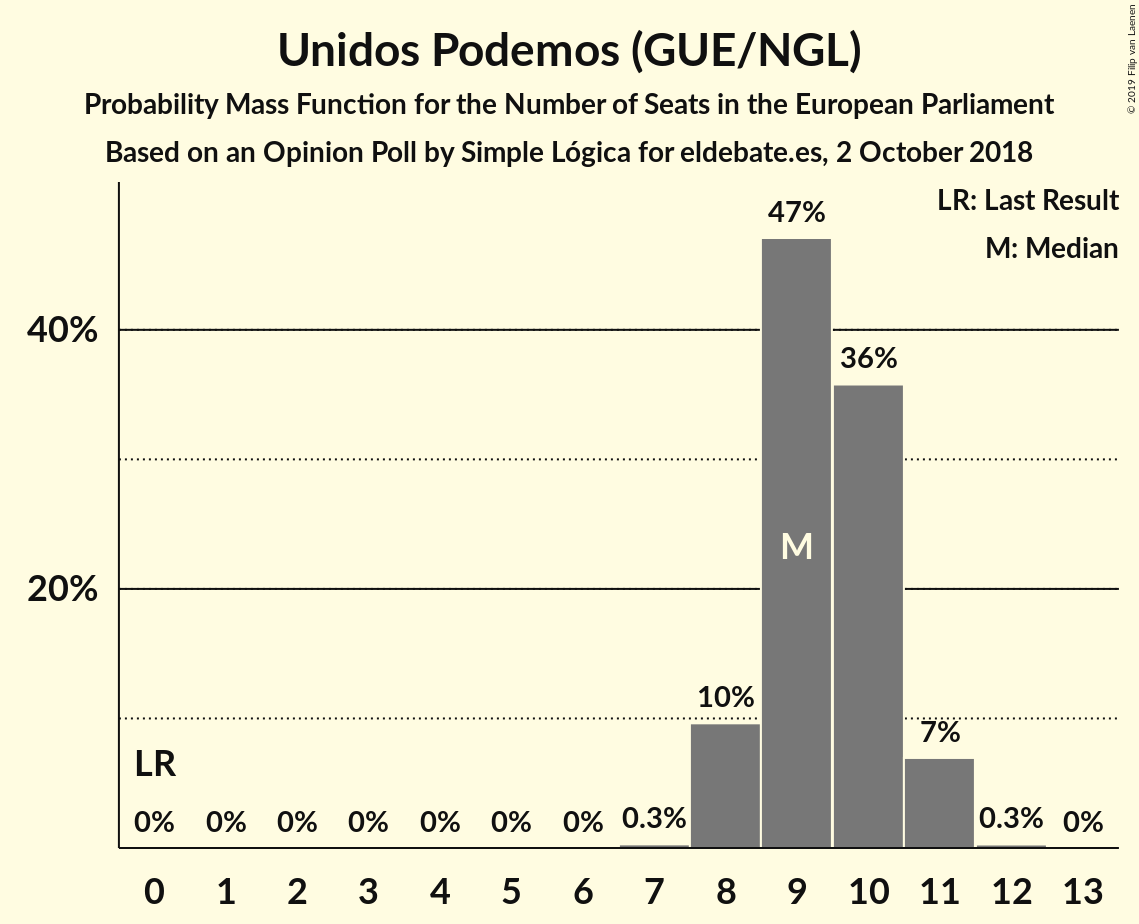 Unidos Podemos (GUE/NGL)
Probability Mass Function for the Number of Seats in the European Parliament
Based on an Opinion Poll by Simple Lógica for eldebate.es, 2 October 2018
© 2019 Filip van Laenen
LR: Last Result
M: Median
47%
40%
36%
M
20%
10%
7%
LR
0% 0% 0% 0% 0% 0% 0% 0.3% 0.3% 0%
0 1 2 3 4 5 6 7 8 9 10 11 12 13